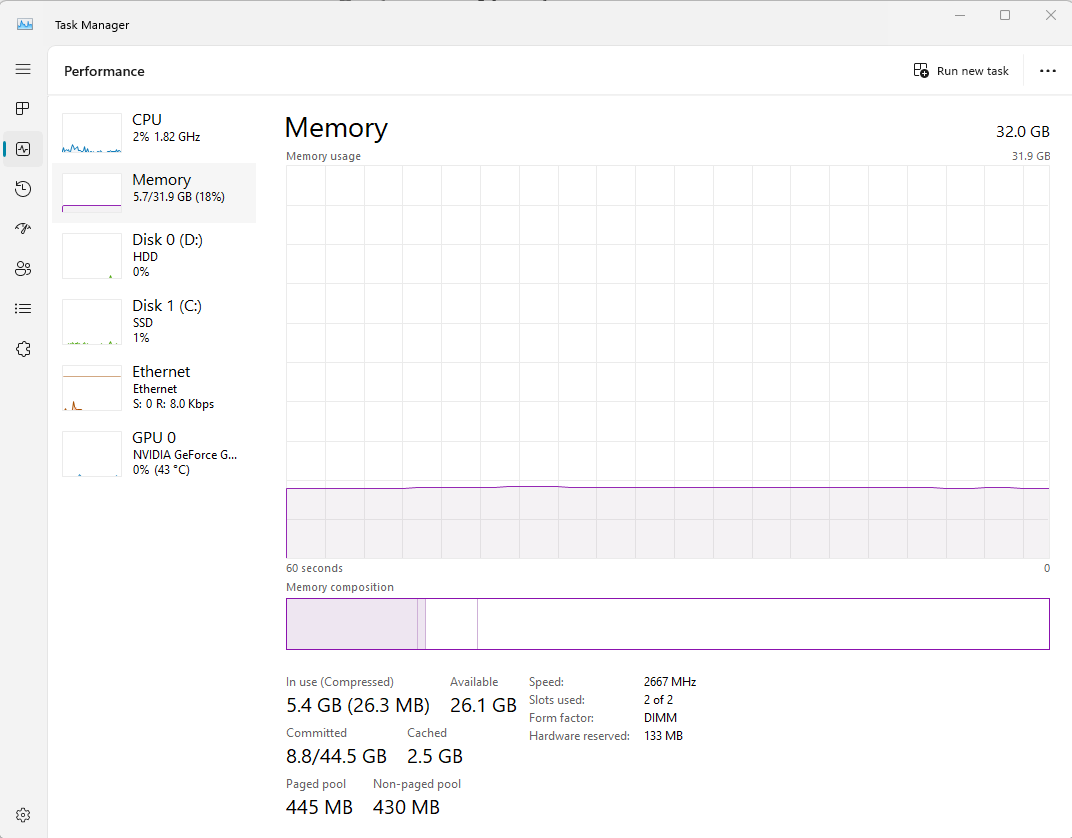 Task Manager
Performance
Run new task
CPU
2% 1.82 GHz
Memory
5.7/31.9 GB (18%)
Disk 0 (D:)
HDD
0%
Disk 1 (C:)
SSD
1%
Ethernet
Ethernet
S: 0 R: 8.0 Kbps
GPU 0
NVIDIA GeForce G...
0% (43 °C)
Memory
32.0 GB
Memory usage
31.9 GB
60 seconds
0
Memory composition
In use (Compressed)
5.4 GB (26.3 MB)
Available
26.1 GB
Committed
8.8/44.5 GB
Cached
2.5 GB
Paged pool
445 MB
Non-paged pool
430 MB
Speed: 2667 MHz
Slots used: 2 of 2
Form factor: DIMM
Hardware reserved: 133 MB